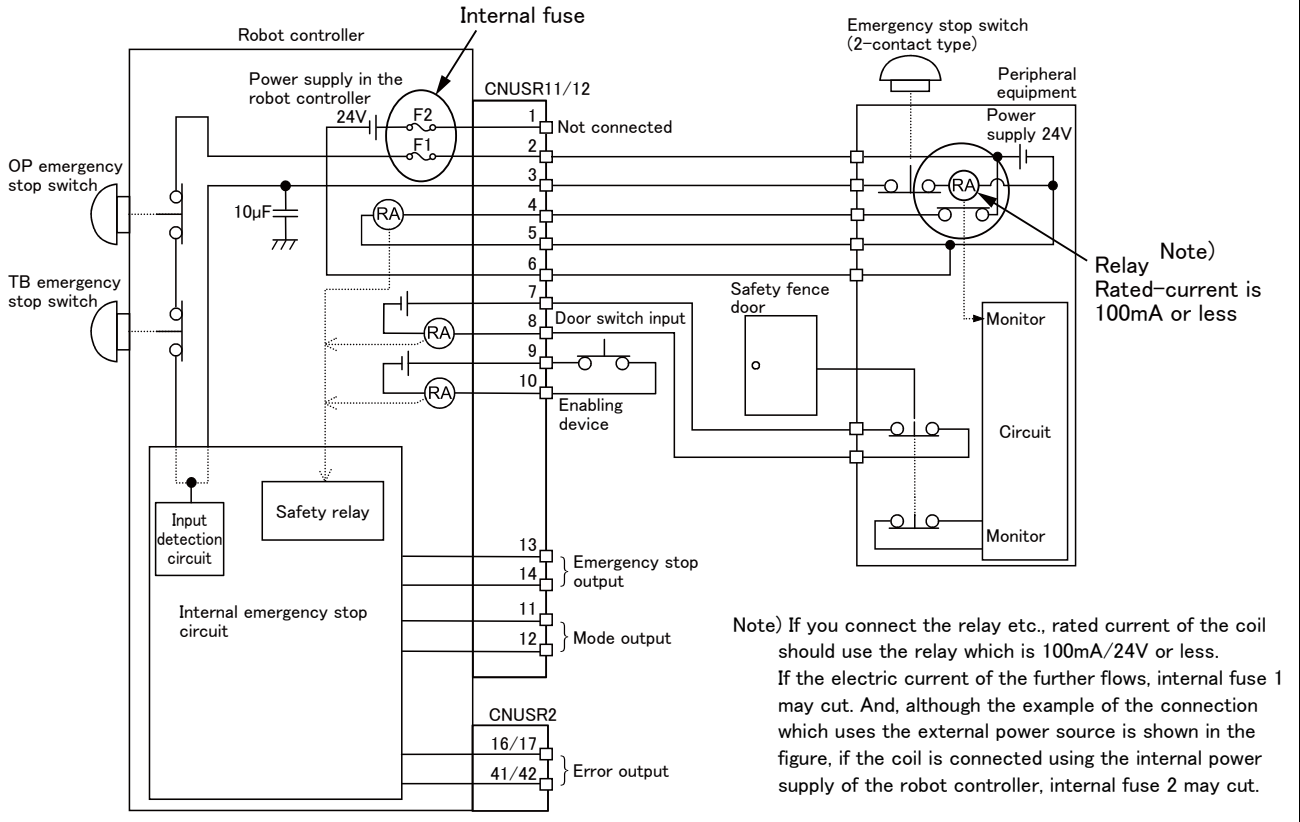 Internal fuse
Robot controller
Power supply in the
robot controller
24V
F2
F1
CNUSR11/12
1
Not connected
2
3
4
5
6
7
8
9
10
OP emergency
stop switch
10μF
RA
TB emergency
stop switch
RA
RA
Door switch input
Enabling
device
Emergency stop switch
(2-contact type)
Peripheral
equipment
Power
supply 24V
RA
Relay Note)
Rated-current is
100mA or less
Safety fence
door
Monitor
Circuit
Monitor
Safety relay
Input
detection
circuit
Internal emergency stop
circuit
13
14
Emergency stop
output
11
12
Mode output
CNUSR2
16/17
41/42
Error output
Note) If you connect the relay etc., rated current of the coil
should use the relay which is 100mA/24V or less.
If the electric current of the further flows, internal fuse 1
may cut. And, although the example of the connection
which uses the external power source is shown in the
figure, if the coil is connected using the internal power
supply of the robot controller, internal fuse 2 may cut.